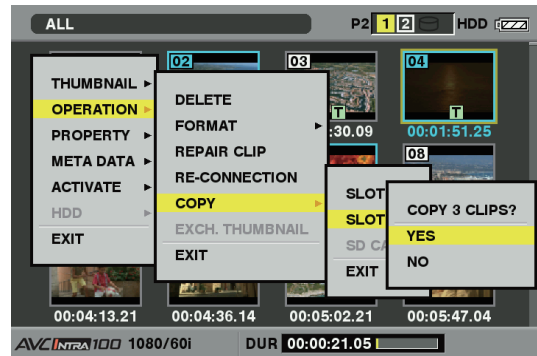 ALL P2 1 2 HDD
02 03 04
:30.09 00:01:51.25
08
THUMBNAIL
OPERATION
PROPERTY
META DATA
ACTIVATE
HDD
EXIT
DELETE
FORMAT
REPAIR CLIP
RE-CONNECTION
COPY
EXCH. THUMBNAIL
EXIT
SLOT
SLOT
SD CA
EXIT
COPY 3 CLIPS?
YES
NO
T T
00:04:13.21 00:04:36.14 00:05:02.21 00:05:47.04
AVC INTRA 100 1080/60i DUR 00:00:21.05